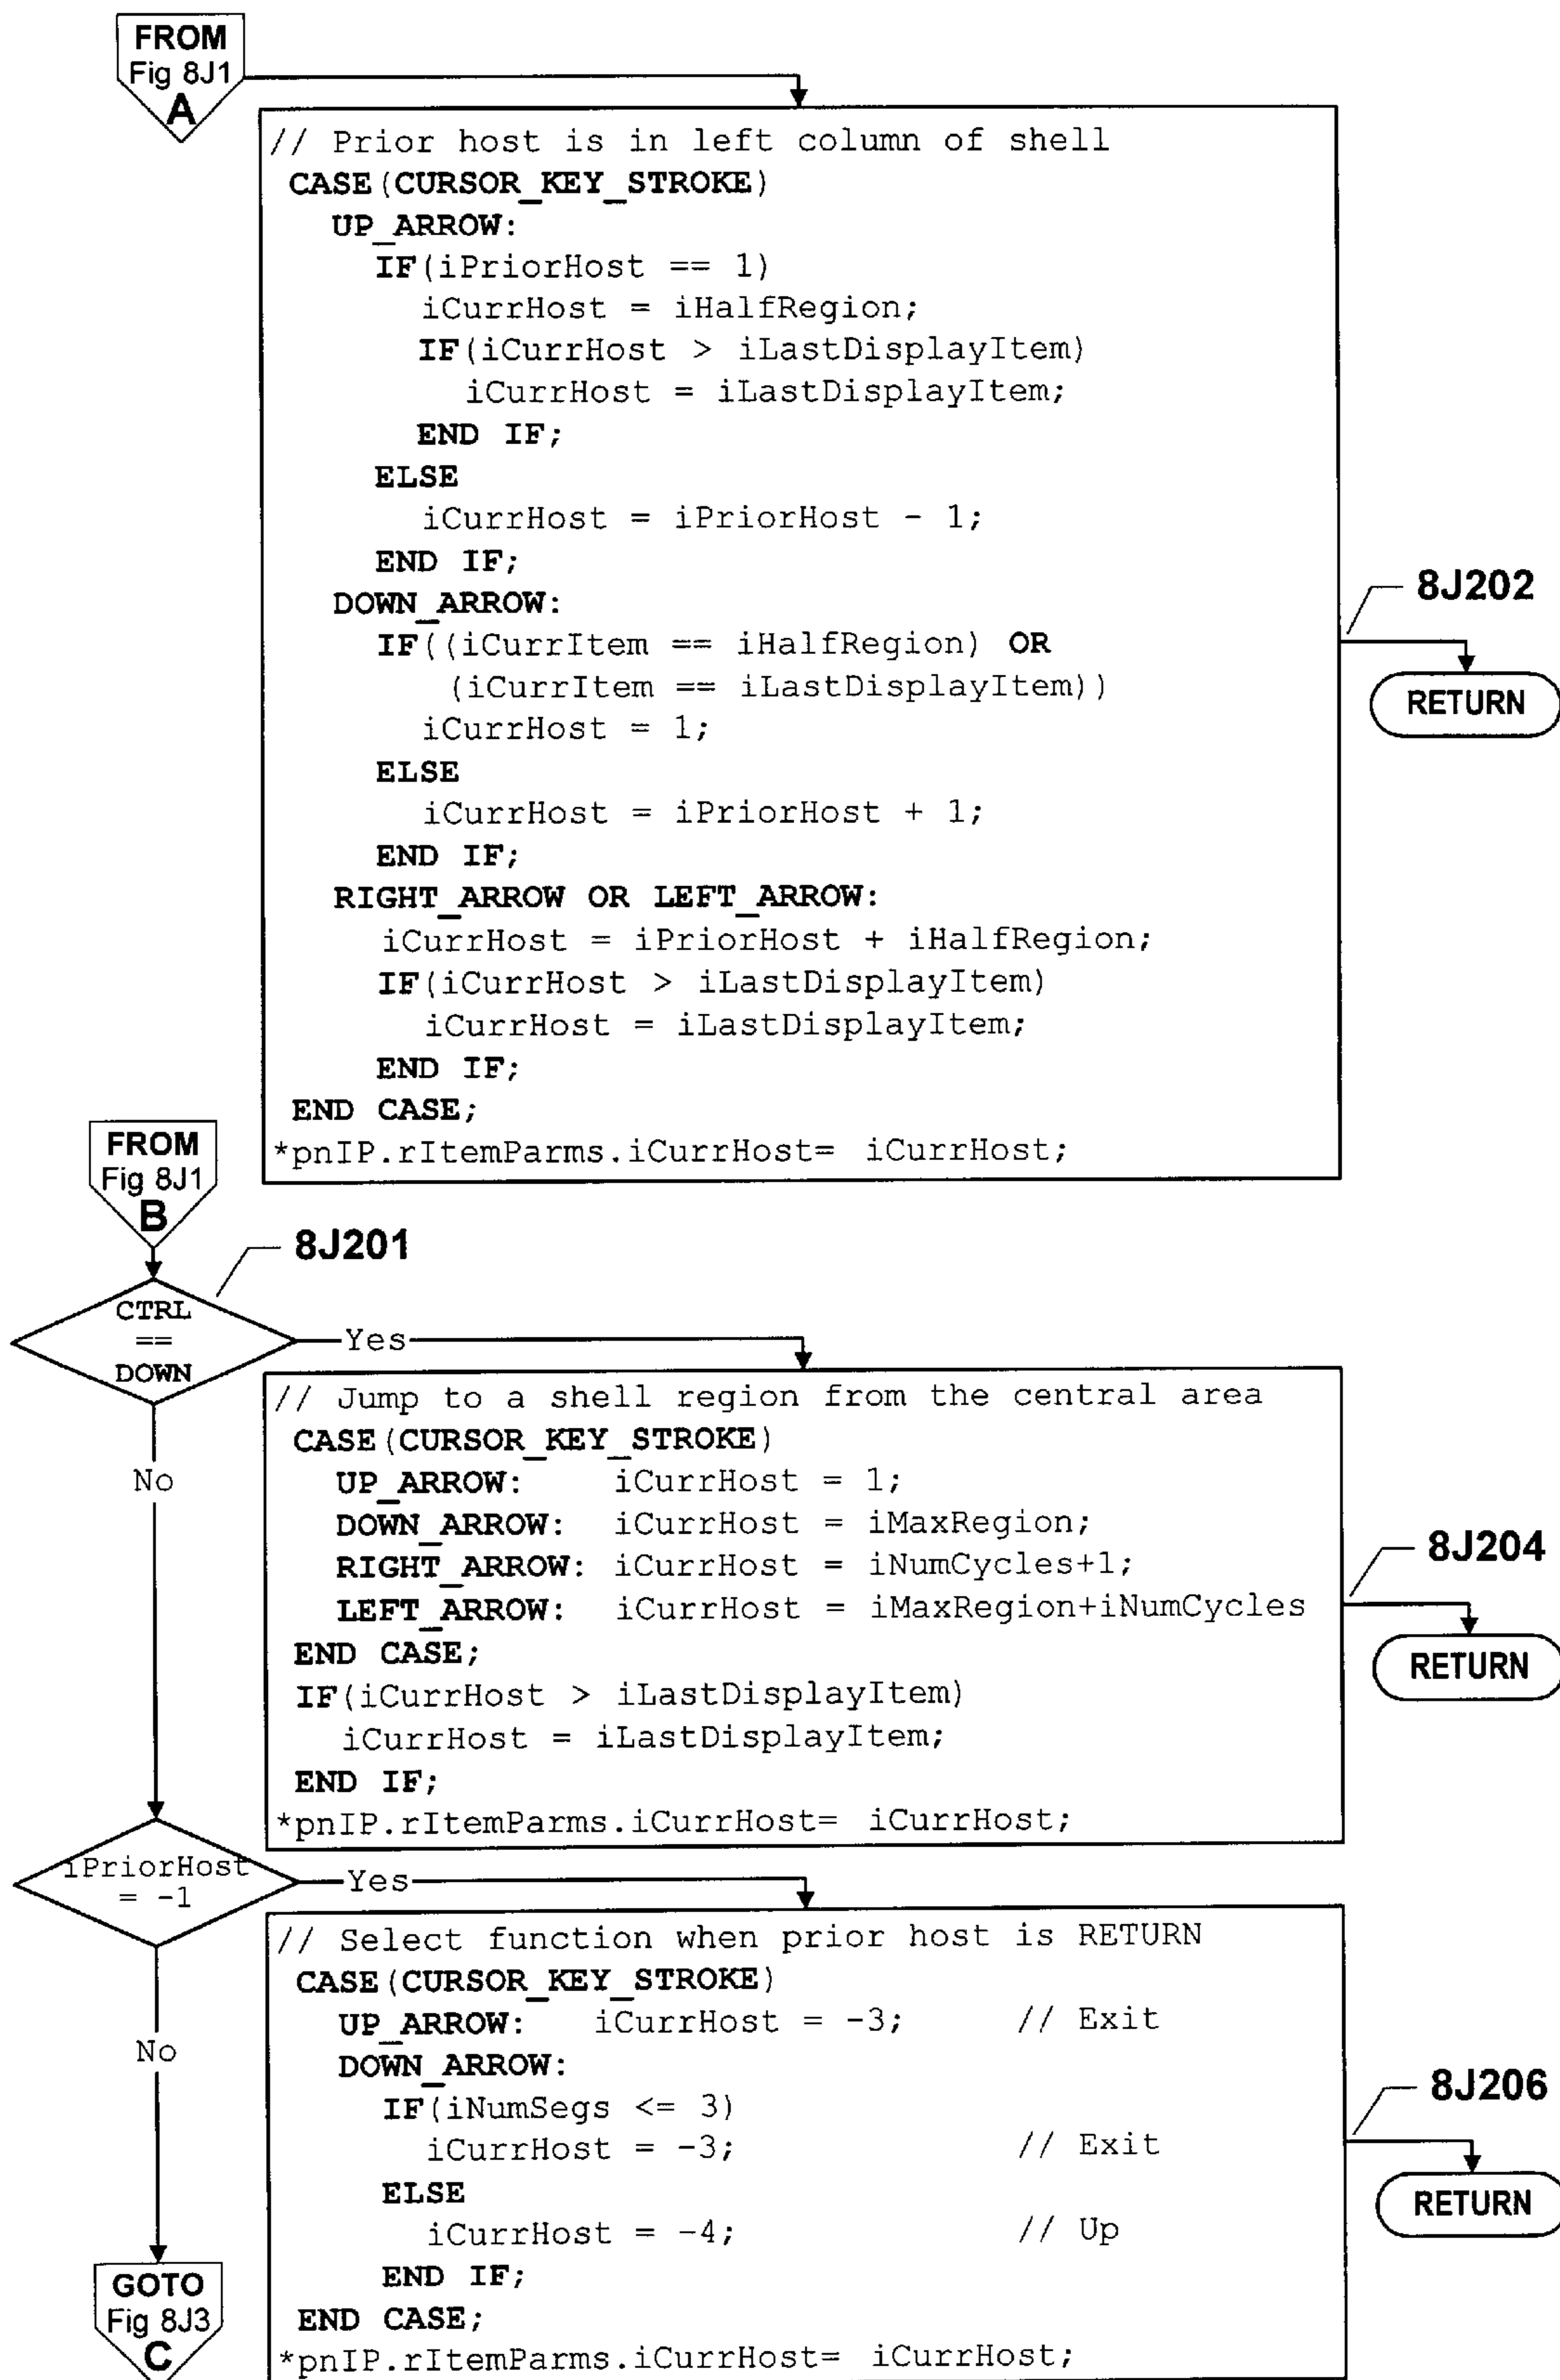 FROM
Fig 8J1
A
// Prior host is in left column of shell
CASE(CURSOR_KEY_STROKE)
UP_ARROW:
IF(iPriorHost == 1)
iCurrHost = iHalfRegion;
IF(iCurrHost > iLastDisplayItem)
iCurrHost = iLastDisplayItem;
END IF;
ELSE
iCurrHost = iPriorHost - 1;
END IF;
DOWN_ARROW:
IF((iCurrItem == iHalfRegion) OR
(iCurrItem == iLastDisplayItem))
iCurrHost = 1;
ELSE
iCurrHost = iPriorHost + 1;
END IF;
RIGHT_ARROW OR LEFT_ARROW:
iCurrHost = iPriorHost + iHalfRegion;
IF(iCurrHost > iLastDisplayItem)
iCurrHost = iLastDisplayItem;
END IF;
END CASE;
*pnIP.rItemParms.iCurrHost= iCurrHost;
8J202
RETURN
FROM
Fig 8J1
B
8J201
CTRL
==
DOWN
Yes
No
// Jump to a shell region from the central area
CASE(CURSOR_KEY_STROKE)
UP_ARROW: iCurrHost = 1;
DOWN_ARROW: iCurrHost = iMaxRegion;
RIGHT_ARROW: iCurrHost = iNumCycles+1;
LEFT_ARROW: iCurrHost = iMaxRegion+iNumCycles
END CASE;
IF(iCurrHost > iLastDisplayItem)
iCurrHost = iLastDisplayItem;
END IF;
*pnIP.rItemParms.iCurrHost= iCurrHost;
8J204
RETURN
iPriorHost
= -1
Yes
No
// Select function when prior host is RETURN
CASE(CURSOR_KEY_STROKE)
UP_ARROW: iCurrHost = -3; // Exit
DOWN_ARROW:
IF(iNumSegs <= 3)
iCurrHost = -3; // Exit
ELSE
iCurrHost = -4; // Up
END IF;
END CASE;
*pnIP.rItemParms.iCurrHost= iCurrHost;
8J206
RETURN
GOTO
Fig 8J3
C